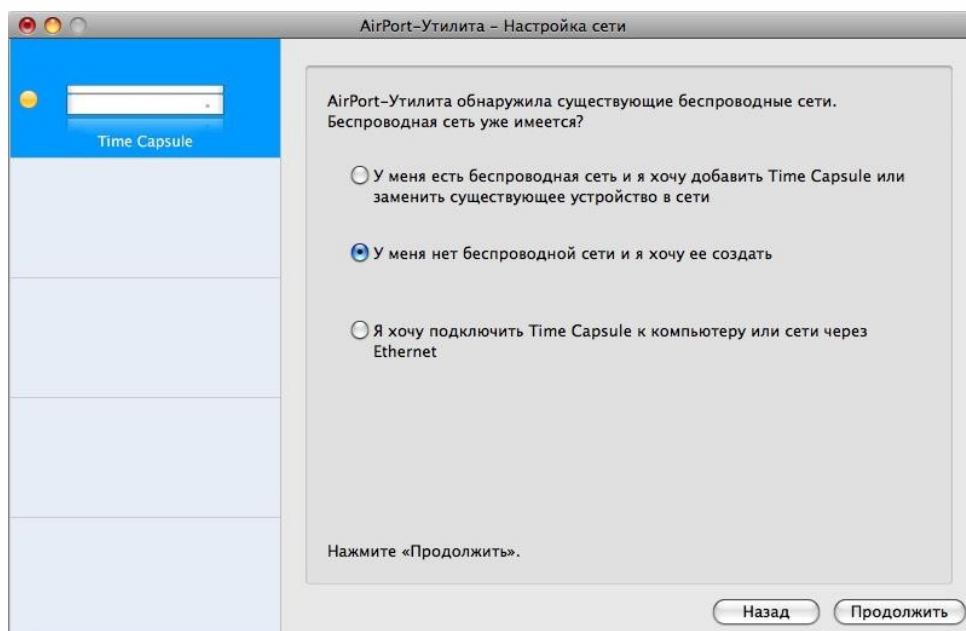 AirPort-Утилита – Настройка сети
Time Capsule
AirPort-Утилита обнаружила существующие беспроводные сети.
Беспроводная сеть уже имеется?
У меня есть беспроводная сеть и я хочу добавить Time Capsule или
заменить существующее устройство в сети
У меня нет беспроводной сети и я хочу ее создать
Я хочу подключить Time Capsule к компьютеру или сети через
Ethernet
Нажмите «Продолжить».
Назад
Продолжить